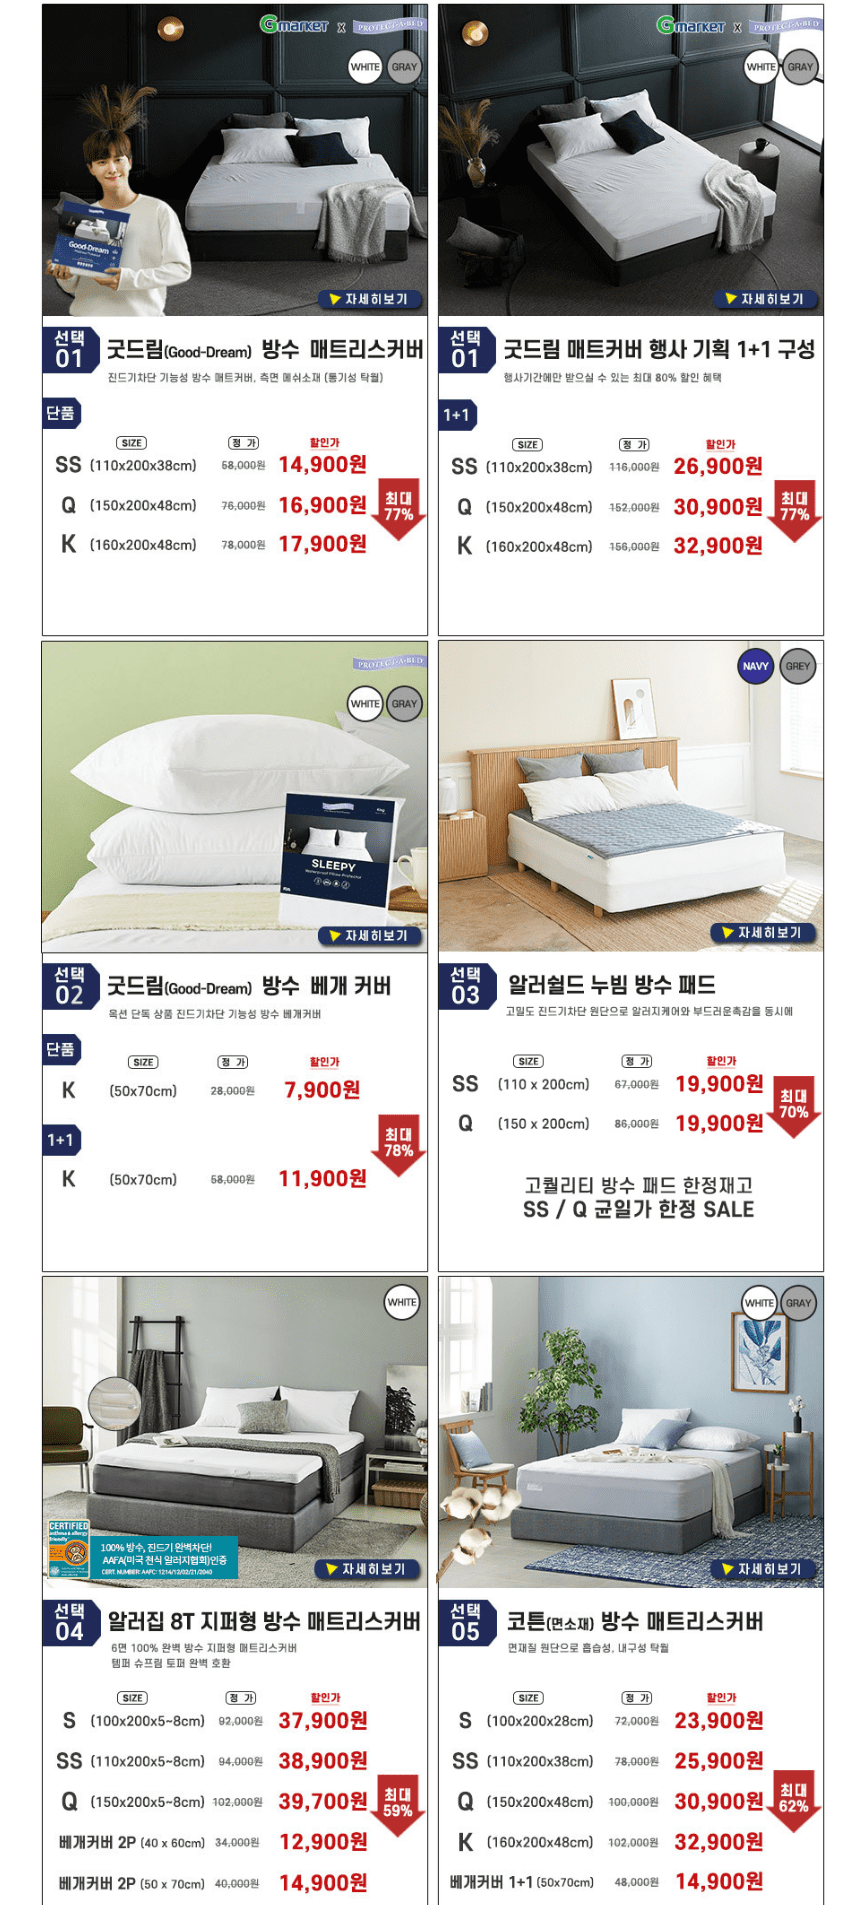 Gmarket x PROTECT·A·BED
WHITE GRAY
Good-Dream
자세히보기
선택 01
굿드림(Good-Dream) 방수 매트리스커버
진드기차단 기능성 방수 매트커버, 측면 메쉬소재 (통기성 탁월)
단품
SIZE 정 가 할인가
SS (110x200x38cm) 58,000원 14,900원
Q (150x200x48cm) 76,000원 16,900원
K (160x200x48cm) 78,000원 17,900원
최대
77%
Gmarket x PROTECT·A·BED
WHITE GRAY
자세히보기
선택 01
굿드림 매트커버 행사 기획 1+1 구성
행사기간에만 받으실 수 있는 최대 80% 할인 혜택
1+1
SIZE 정 가 할인가
SS (110x200x38cm) 116,000원 26,900원
Q (150x200x48cm) 152,000원 30,900원
K (160x200x48cm) 156,000원 32,900원
최대
77%
PROTECT·A·BED
WHITE GRAY
SLEEPY
Waterproof Pillow Protector
자세히보기
선택 02
굿드림(Good-Dream) 방수 베개 커버
옥션 단독 상품 진드기차단 기능성 방수 베개커버
단품
SIZE 정 가 할인가
K (50x70cm) 28,000원 7,900원
1+1
K (50x70cm) 58,000원 11,900원
최대
78%
NAVY GREY
자세히보기
선택 03
알러쉴드 누빔 방수 패드
고밀도 진드기차단 원단으로 알러지케어와 부드러운촉감을 동시에
SIZE 정 가 할인가
SS (110 x 200cm) 67,000원 19,900원
Q (150 x 200cm) 86,000원 19,900원
최대
70%
고퀄리티 방수 패드 한정재고
SS / Q 균일가 한정 SALE
WHITE
CERTIFIED
asthma & allergy
friendly
100% 방수, 진드기 완벽차단!
AAFA(미국 천식 알러지협회)인증
CERT. NUMBER: AAFC: 1214/12/02/21/2040
자세히보기
선택 04
알러집 8T 지퍼형 방수 매트리스커버
6면 100% 완벽 방수 지퍼형 매트리스커버
템퍼 슈프림 토퍼 완벽 호환
SIZE 정 가 할인가
S (100x200x5~8cm) 92,000원 37,900원
SS (110x200x5~8cm) 94,000원 38,900원
Q (150x200x5~8cm) 102,000원 39,700원
베개커버 2P (40 x 60cm) 34,000원 12,900원
베개커버 2P (50 x 70cm) 40,000원 14,900원
최대
59%
WHITE GRAY
자세히보기
선택 05
코튼(면소재) 방수 매트리스커버
면재질 원단으로 흡습성, 내구성 탁월
SIZE 정 가 할인가
S (100x200x28cm) 72,000원 23,900원
SS (110x200x38cm) 78,000원 25,900원
Q (150x200x48cm) 100,000원 30,900원
K (160x200x48cm) 102,000원 32,900원
베개커버 1+1 (50x70cm) 48,000원 14,900원
최대
62%